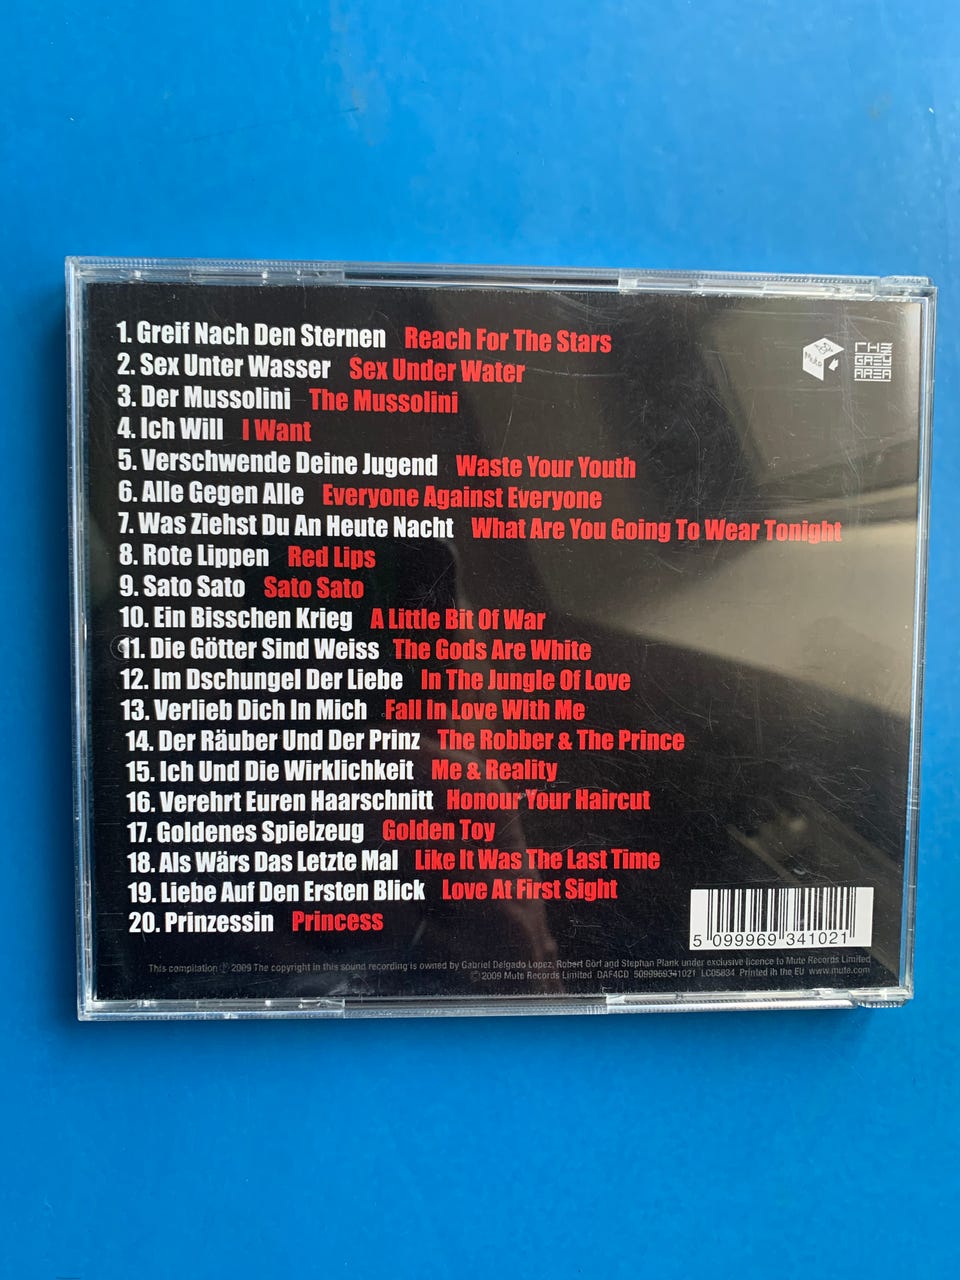 1. Greif Nach Den Sternen Reach For The Stars
2. Sex Unter Wasser Sex Under Water
3. Der Mussolini The Mussolini
4. Ich Will I Want
5. Verschwende Deine Jugend Waste Your Youth
6. Alle Gegen Alle Everyone Against Everyone
7. Was Ziehst Du An Heute Nacht What Are You Going To Wear Tonight
8. Rote Lippen Red Lips
9. Sato Sato Sato Sato
10. Ein Bisschen Krieg A Little Bit Of War
11. Die Götter Sind Weiss The Gods Are White
12. Im Dschungel Der Liebe In The Jungle Of Love
13. Verlieb Dich In Mich Fall In Love WIth Me
14. Der Räuber Und Der Prinz The Robber & The Prince
15. Ich Und Die Wirklichkeit Me & Reality
16. Verehrt Euren Haarschnitt Honour Your Haircut
17. Goldenes Spielzeug Golden Toy
18. Als Wärs Das Letzte Mal Like It Was The Last Time
19. Liebe Auf Den Ersten Blick Love At First Sight
20. Prinzessin Princess
Mute
THE
GREY
AREA
5 099969 341021
This compilation ℗ 2009 The copyright in this sound recording is owned by Gabriel Delgado Lopez, Robert Görl and Stephan Plank under exclusive licence to Mute Records Limited
©2009 Mute Records Limited DAF4CD 5099969341021 LC05834 Printed in the EU www.mute.com